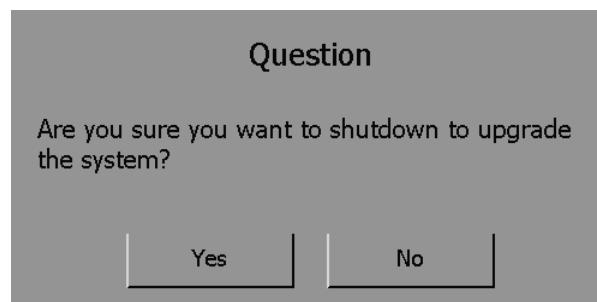 Question
Are you sure you want to shutdown to upgrade
the system?
Yes No